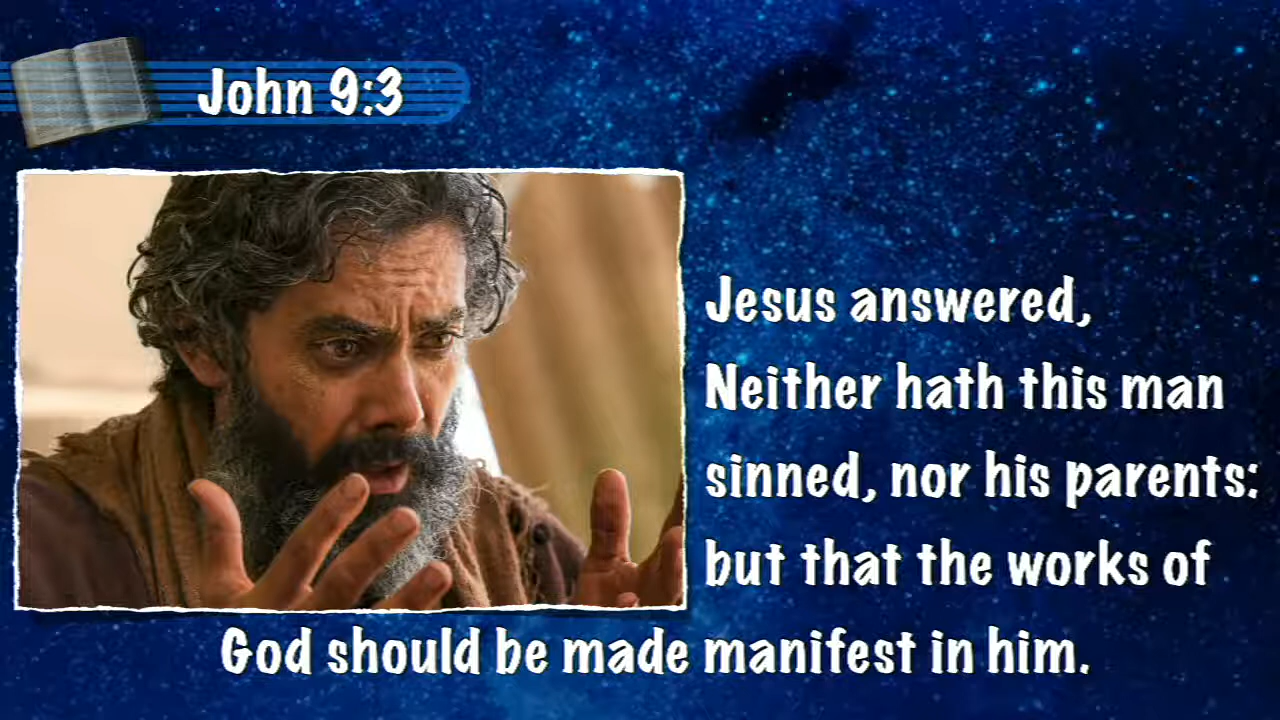 John 9:3
Jesus answered,
Neither hath this man
sinned, nor his parents:
but that the works of
God should be made manifest in him.